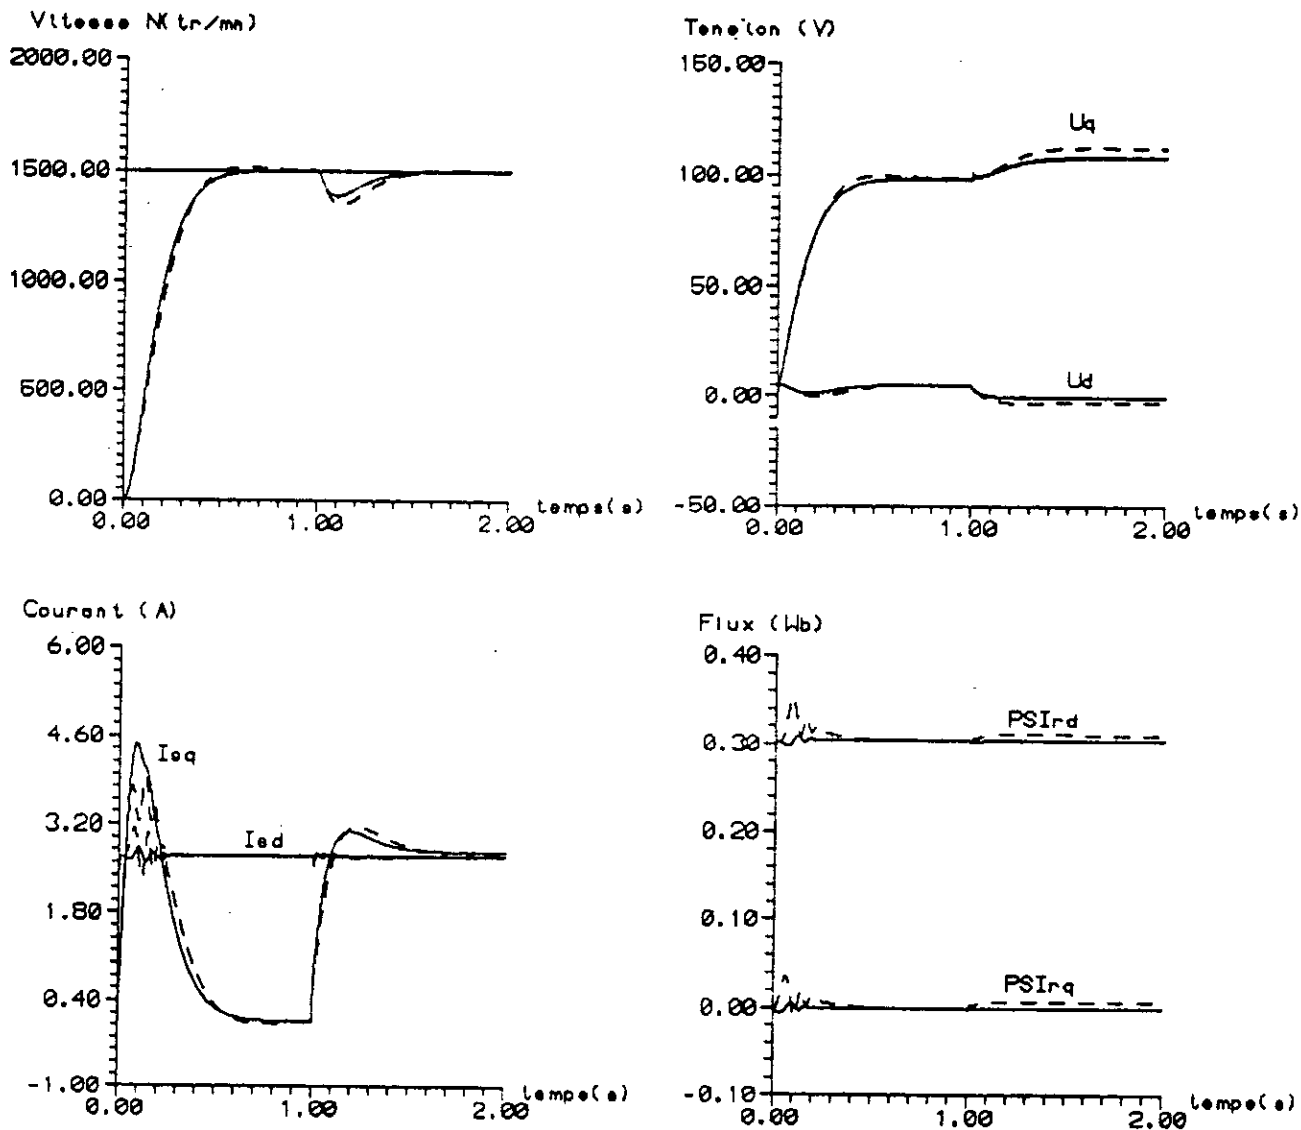 Vitesse N(tr/mn)
2000.00
1500.00
1000.00
500.00
0.00
0.00
1.00
2.00
temps(s)
Tension (V)
150.00
100.00
50.00
0.00
-50.00
0.00
1.00
2.00
temps(s)
Uq
Ud
Courant (A)
6.00
4.60
3.20
1.80
0.40
-1.00
0.00
1.00
2.00
temps(s)
Isq
Isd
Flux (Wb)
0.40
0.30
0.20
0.10
0.00
-0.10
0.00
1.00
2.00
temps(s)
PSIrd
PSIrq